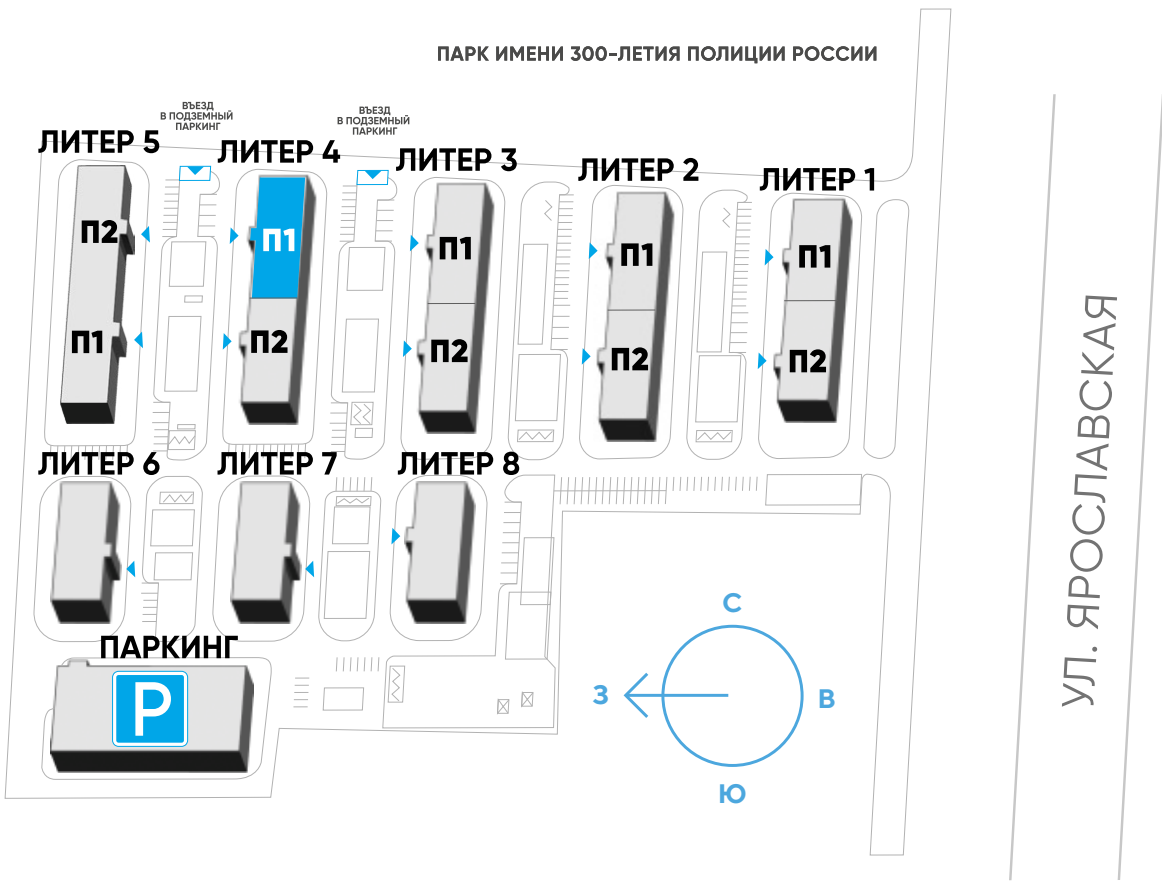 ПАРК ИМЕНИ 300-ЛЕТИЯ ПОЛИЦИИ РОССИИ
ВЪЕЗД
В ПОДЗЕМНЫЙ
ПАРКИНГ
ВЪЕЗД
В ПОДЗЕМНЫЙ
ПАРКИНГ
ЛИТЕР 5
ЛИТЕР 4
ЛИТЕР 3
ЛИТЕР 2
ЛИТЕР 1
П2
П1
П1
П1
П1
П1
П2
П2
П2
П2
ЛИТЕР 6
ЛИТЕР 7
ЛИТЕР 8
УЛ. ЯРОСЛАВСКАЯ
ПАРКИНГ
P
С
З
В
Ю